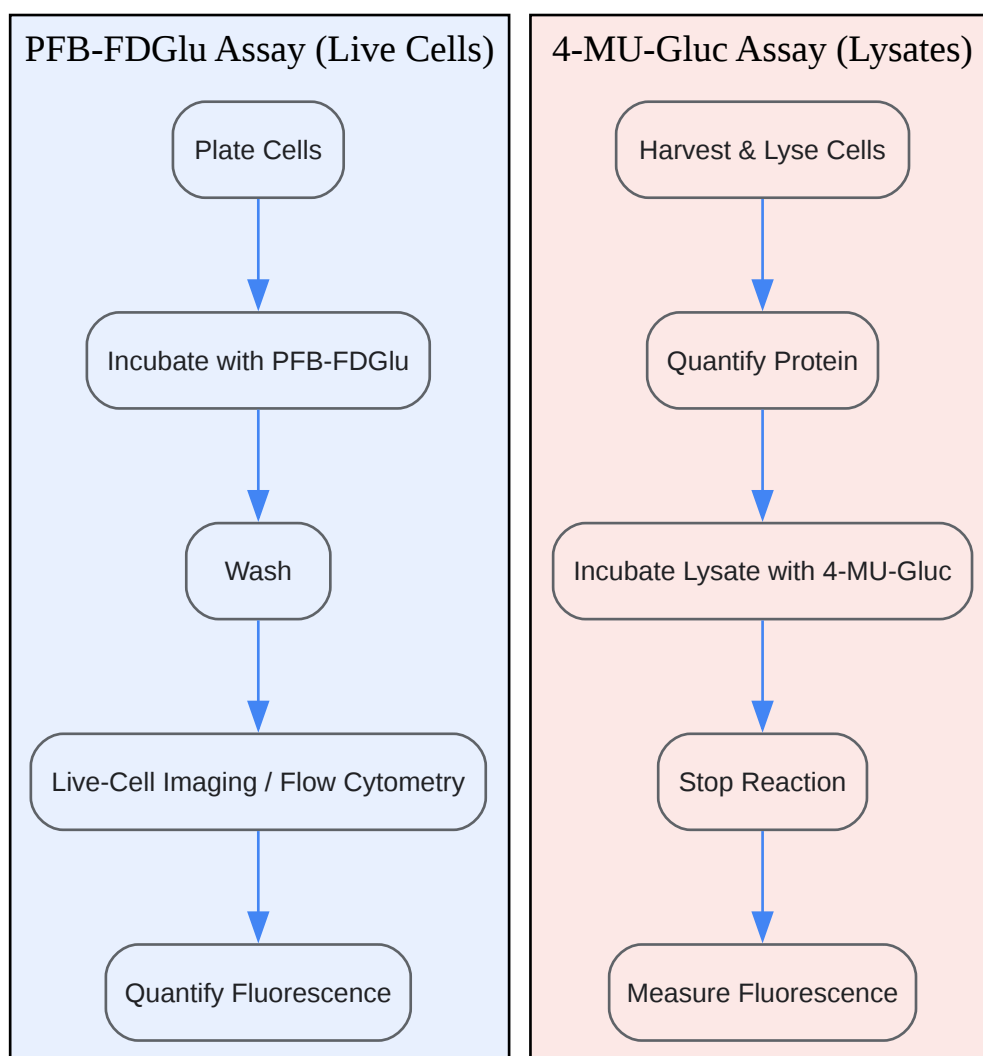 PFB-FDGlu Assay (Live Cells)
Plate Cells
Incubate with PFB-FDGlu
Wash
Live-Cell Imaging / Flow Cytometry
Quantify Fluorescence
4-MU-Gluc Assay (Lysates)
Harvest & Lyse Cells
Quantify Protein
Incubate Lysate with 4-MU-Gluc
Stop Reaction
Measure Fluorescence